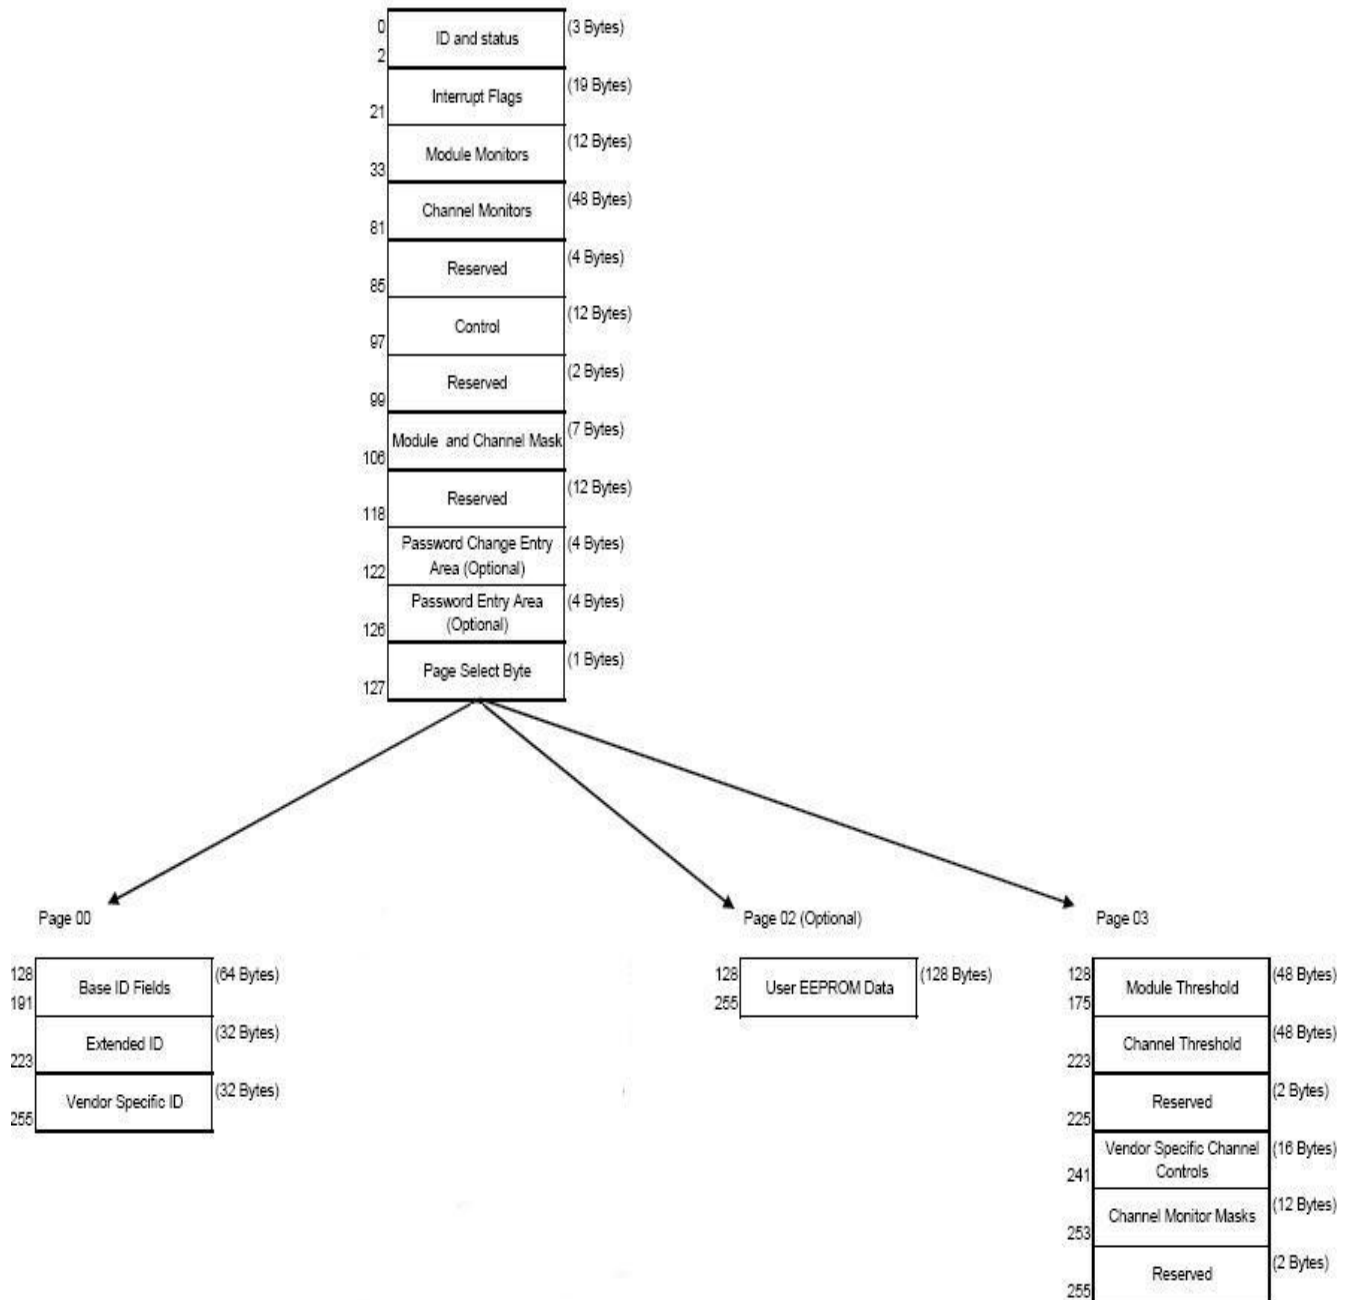 0 ID and status (3 Bytes)
2
Interrupt Flags (19 Bytes)
21
Module Monitors (12 Bytes)
33
Channel Monitors (48 Bytes)
81
Reserved (4 Bytes)
85
Control (12 Bytes)
97
Reserved (2 Bytes)
99
Module and Channel Mask (7 Bytes)
106
Reserved (12 Bytes)
118
Password Change Entry (4 Bytes)
122 Area (Optional)
Password Entry Area (4 Bytes)
126 (Optional)
Page Select Byte (1 Bytes)
127
Page 00
128 Base ID Fields (64 Bytes)
191
Extended ID (32 Bytes)
223
Vendor Specific ID (32 Bytes)
255
Page 02 (Optional)
128 User EEPROM Data (128 Bytes)
255
Page 03
128 Module Threshold (48 Bytes)
175
Channel Threshold (48 Bytes)
223
Reserved (2 Bytes)
225
Vendor Specific Channel (16 Bytes)
241 Controls
Channel Monitor Masks (12 Bytes)
253
Reserved (2 Bytes)
255